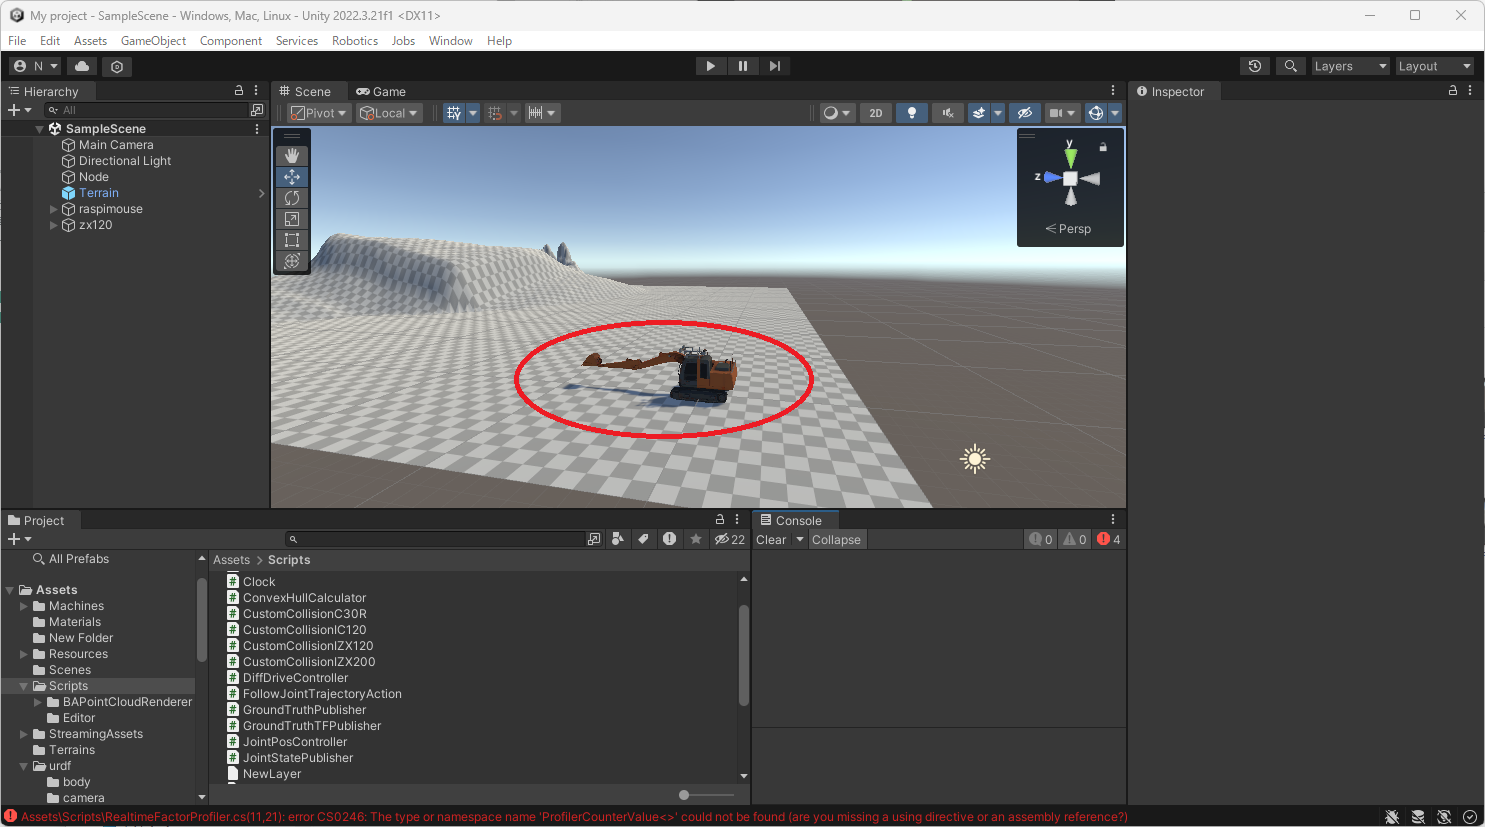 My project - SampleScene - Windows, Mac, Linux - Unity 2022.3.21f1 <DX11>
File Edit Assets GameObject Component Services Robotics Jobs Window Help
N
Layers
Layout
Hierarchy
All
SampleScene
Main Camera
Directional Light
Node
Terrain
raspimouse
zx120
Scene
Game
Pivot
Local
2D
y
z
Persp
Inspector
Project
22
All Prefabs
Assets
Machines
Materials
New Folder
Resources
Scenes
Scripts
BAPointCloudRenderer
Editor
StreamingAssets
Terrains
urdf
body
camera
Assets > Scripts
Clock
ConvexHullCalculator
CustomCollisionC30R
CustomCollisionIC120
CustomCollisionIZX120
CustomCollisionIZX200
DiffDriveController
FollowJointTrajectoryAction
GroundTruthPublisher
GroundTruthTFPublisher
JointPosController
JointStatePublisher
NewLayer
Console
Clear
Collapse
0
0
4
Assets\Scripts\RealtimeFactorProfiler.cs(11,21): error CS0246: The type or namespace name 'ProfilerCounterValue<>' could not be found (are you missing a using directive or an assembly reference?)